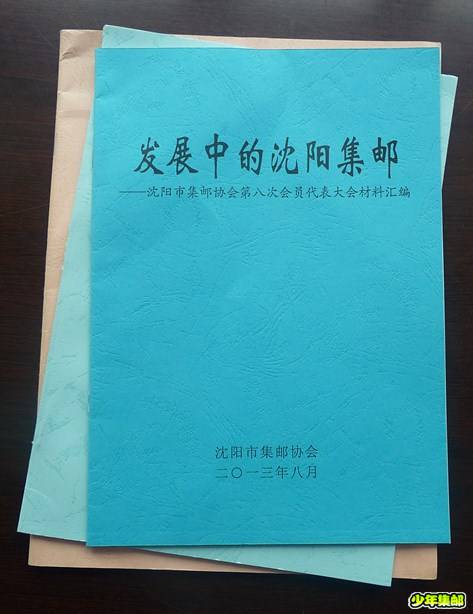 发展中的沈阳集邮
——沈阳市集邮协会第八次会员代表大会材料汇编
沈阳市集邮协会
二〇一三年八月
少年集邮